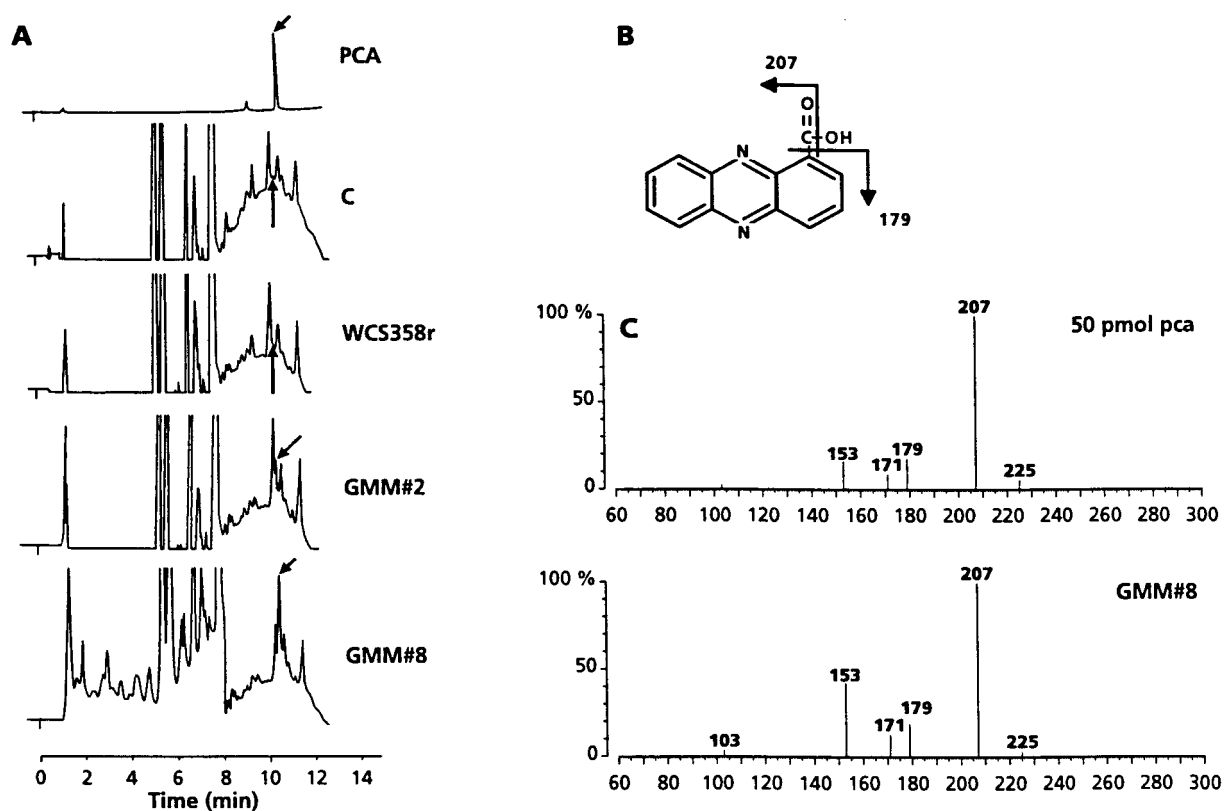 A
PCA
C
WCS358r
GMM#2
GMM#8
0 2 4 6 8 10 12 14
Time (min)
B
207
O
C-OH
N
N
179
C
50 pmol pca
100 %
50
0
153
171
179
207
225
60 80 100 120 140 160 180 200 220 240 260 280 300
GMM#8
100 %
50
0
103
153
171
179
207
225
60 80 100 120 140 160 180 200 220 240 260 280 300